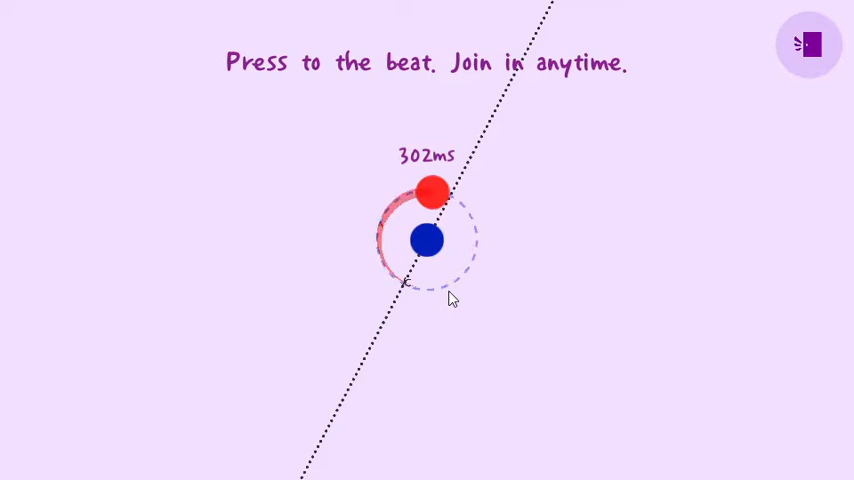 Press to the beat. Join in anytime.
302ms